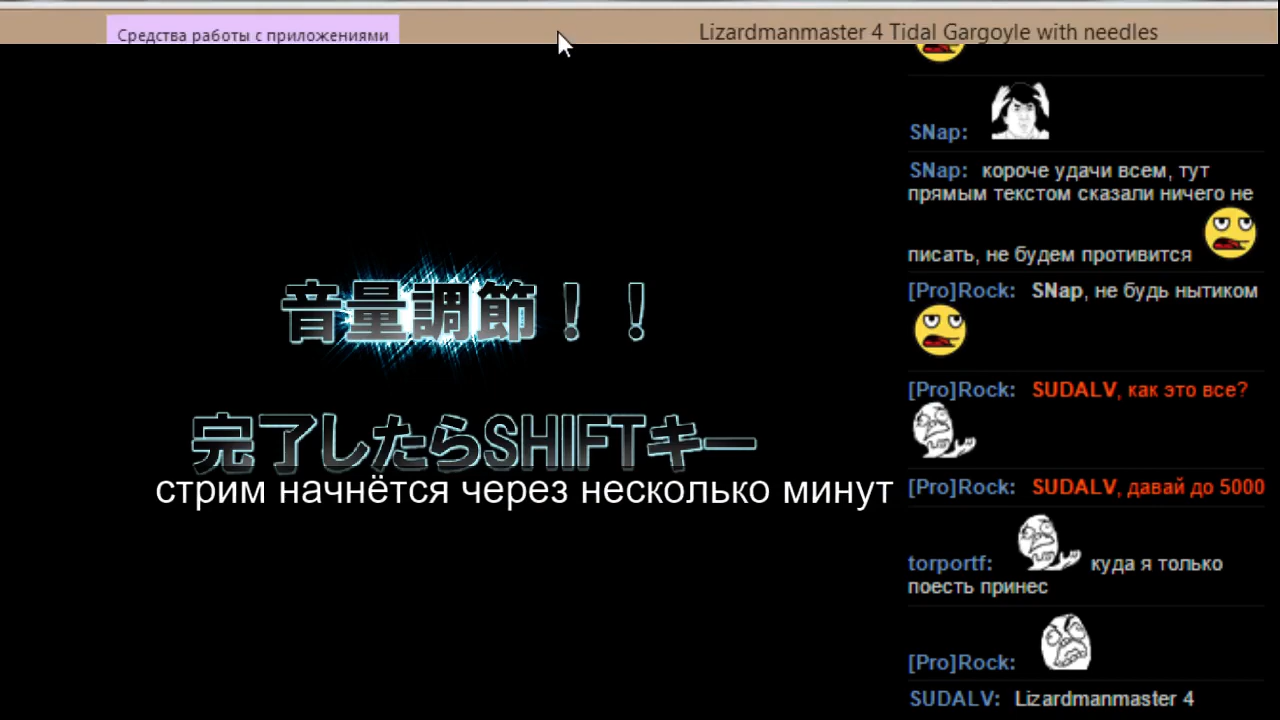 Средства работы с приложениями
Lizardmanmaster 4 Tidal Gargoyle with needles
音量調節！！
完了したらSHIFTキー
стрим начнётся через несколько минут
SNap:
SNap: короче удачи всем, тут
прямым текстом сказали ничего не
писать, не будем противится
[Pro]Rock: SNap, не будь нытиком
[Pro]Rock: SUDALV, как это все?
[Pro]Rock: SUDALV, давай до 5000
torportf: куда я только
поесть принес
[Pro]Rock:
SUDALV: Lizardmanmaster 4